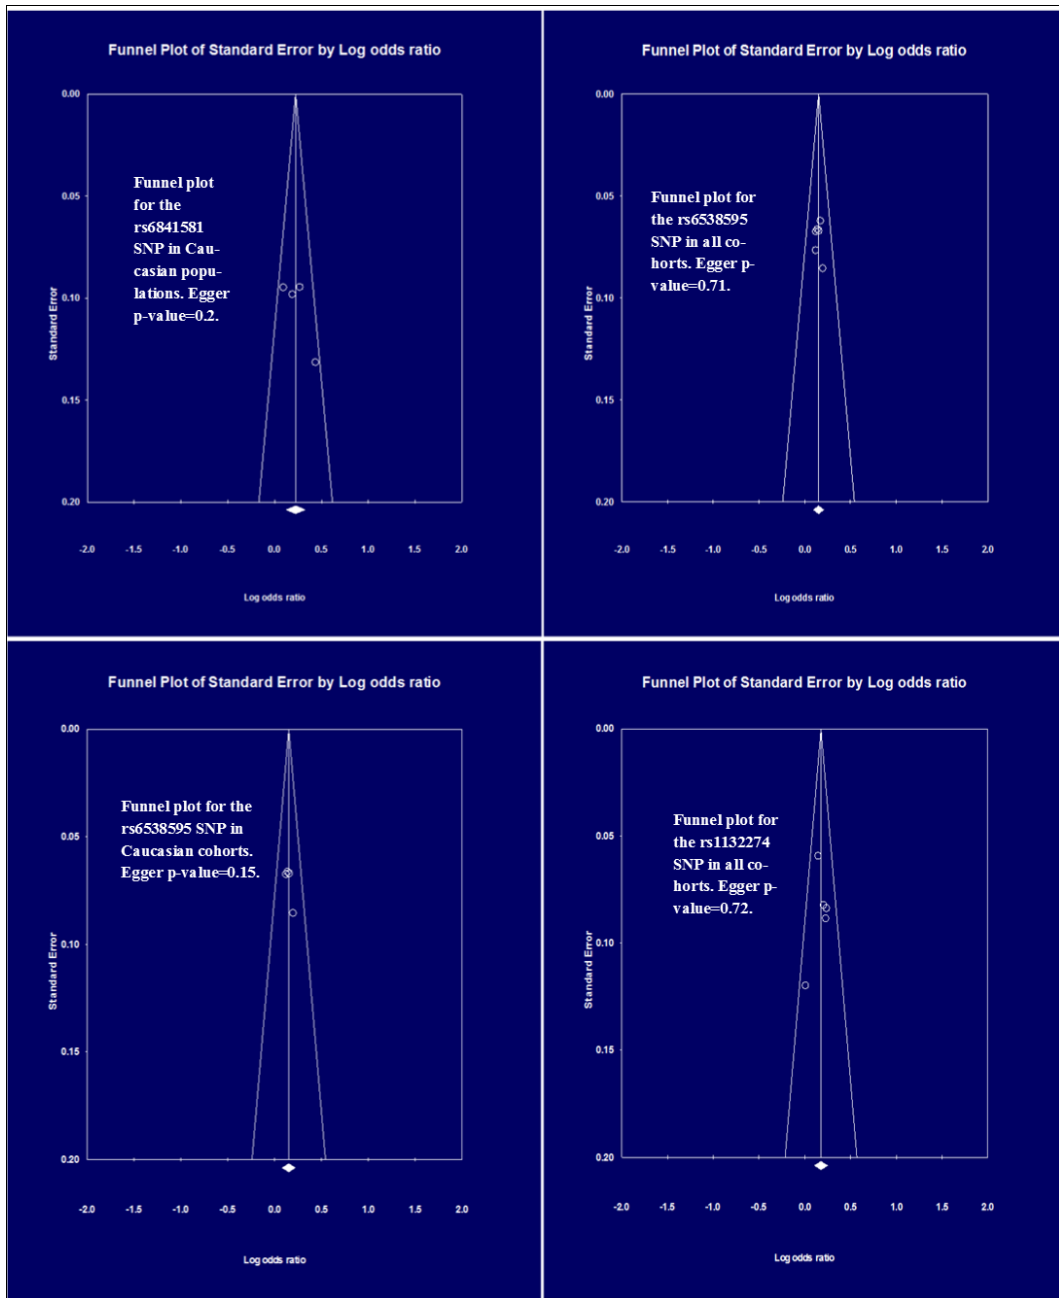 Funnel Plot of Standard Error by Log odds ratio
0.00
0.05
0.10
0.15
0.20
Standard Error
Funnel plot
for the
rs6841581
SNP in Cau-
casian popu-
lations. Egger
p-value=0.2.
-2.0 -1.5 -1.0 -0.5 0.0 0.5 1.0 1.5 2.0
Log odds ratio
Funnel Plot of Standard Error by Log odds ratio
0.00
0.05
0.10
0.15
0.20
Standard Error
Funnel plot for
the rs6538595
SNP in all co-
horts. Egger p-
value=0.71.
-2.0 -1.5 -1.0 -0.5 0.0 0.5 1.0 1.5 2.0
Log odds ratio
Funnel Plot of Standard Error by Log odds ratio
0.00
0.05
0.10
0.15
0.20
Standard Error
Funnel plot for the
rs6538595 SNP in
Caucasian cohorts.
Egger p-value=0.15.
-2.0 -1.5 -1.0 -0.5 0.0 0.5 1.0 1.5 2.0
Log odds ratio
Funnel Plot of Standard Error by Log odds ratio
0.00
0.05
0.10
0.15
0.20
Standard Error
Funnel plot for
the rs1132274
SNP in all co-
horts. Egger p-
value=0.72.
-2.0 -1.5 -1.0 -0.5 0.0 0.5 1.0 1.5 2.0
Log odds ratio